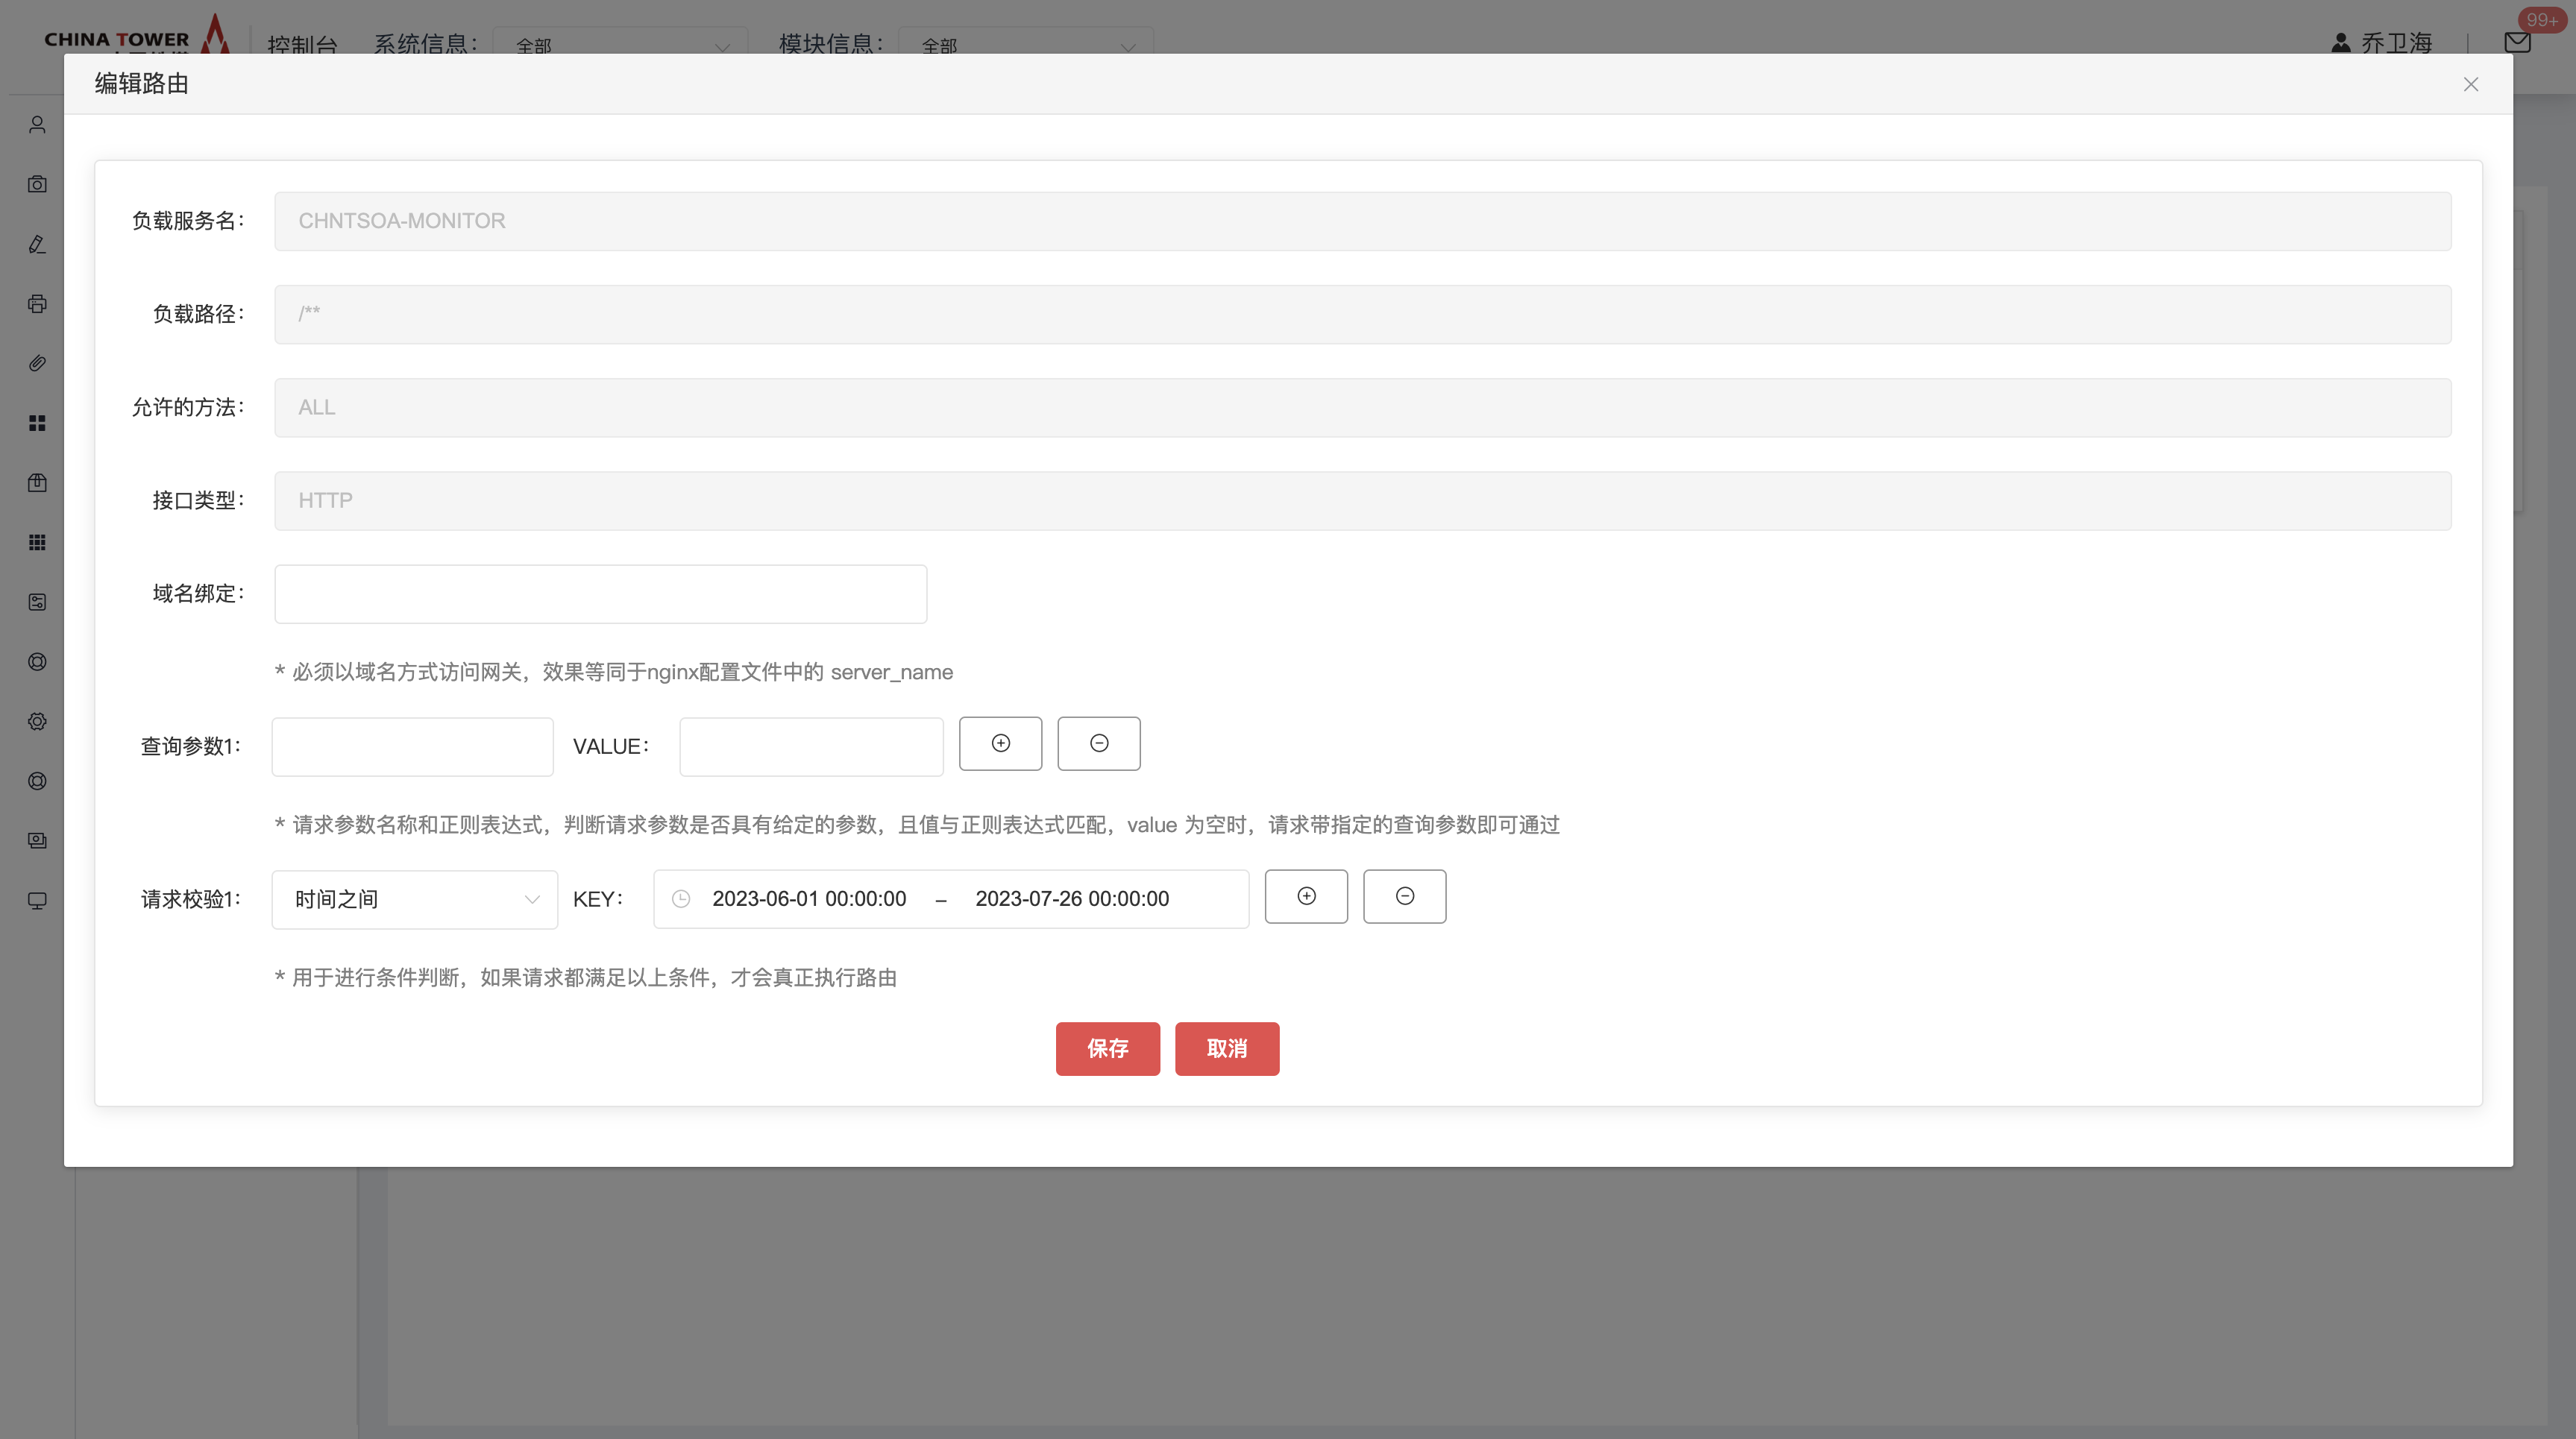 CHINA TOWER
控制台
系统信息：
全部
模块信息：
全部
乔卫海
99+
编辑路由
负载服务名：
CHNTSOA-MONITOR
负载路径：
/**
允许的方法：
ALL
接口类型：
HTTP
域名绑定：
* 必须以域名方式访问网关，效果等同于nginx配置文件中的 server_name
查询参数1：
VALUE：
* 请求参数名称和正则表达式，判断请求参数是否具有给定的参数，且值与正则表达式匹配，value 为空时，请求带指定的查询参数即可通过
请求校验1：
时间之间
KEY：
2023-06-01 00:00:00 – 2023-07-26 00:00:00
* 用于进行条件判断，如果请求都满足以上条件，才会真正执行路由
保存
取消